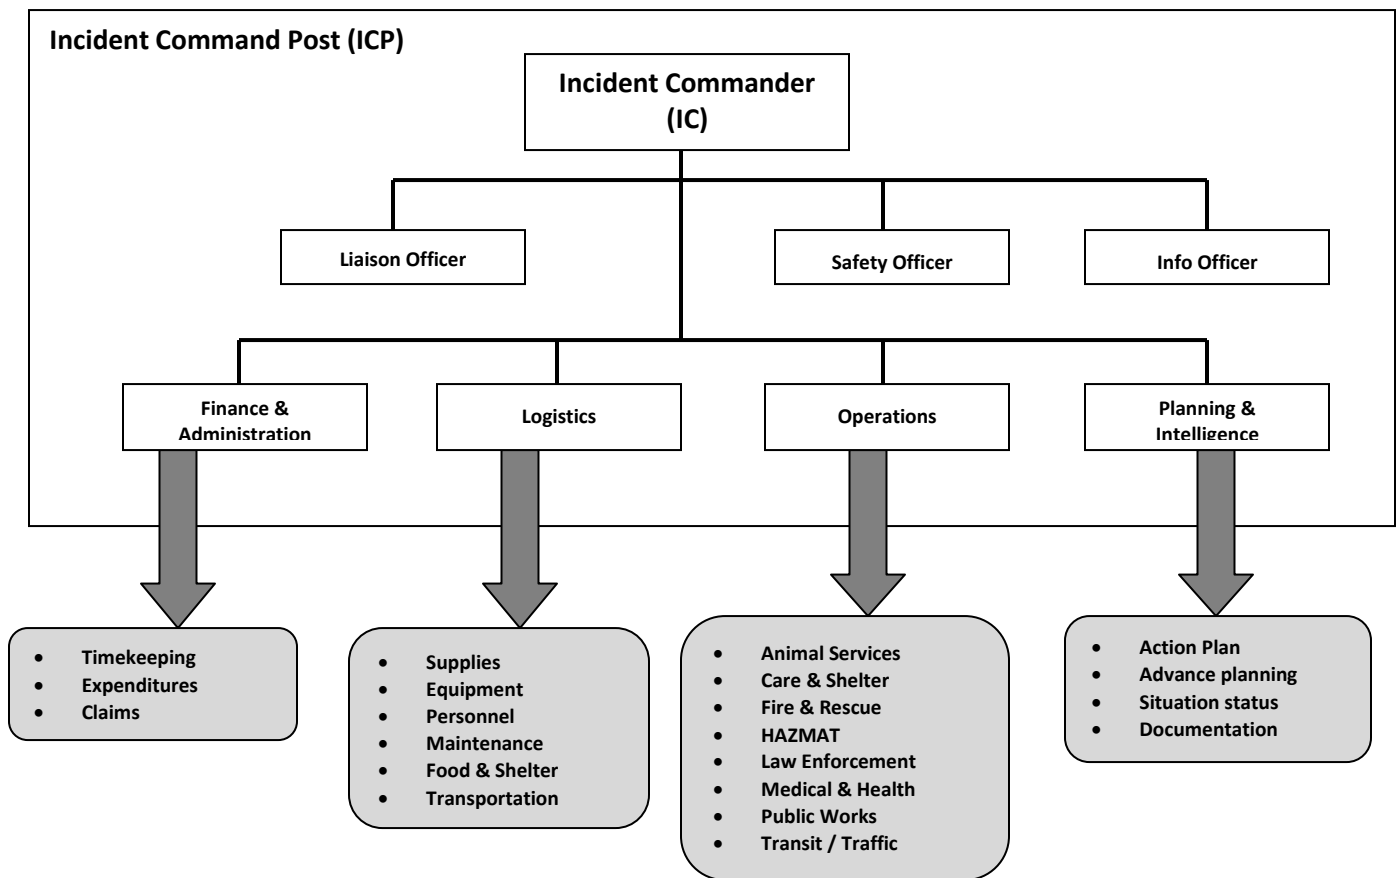 Incident Command Post (ICP)
Incident Commander
(IC)
Liaison Officer
Safety Officer
Info Officer
Finance &
Administration
Logistics
Operations
Planning &
Intelligence
• Timekeeping
• Expenditures
• Claims
• Supplies
• Equipment
• Personnel
• Maintenance
• Food & Shelter
• Transportation
• Animal Services
• Care & Shelter
• Fire & Rescue
• HAZMAT
• Law Enforcement
• Medical & Health
• Public Works
• Transit / Traffic
• Action Plan
• Advance planning
• Situation status
• Documentation